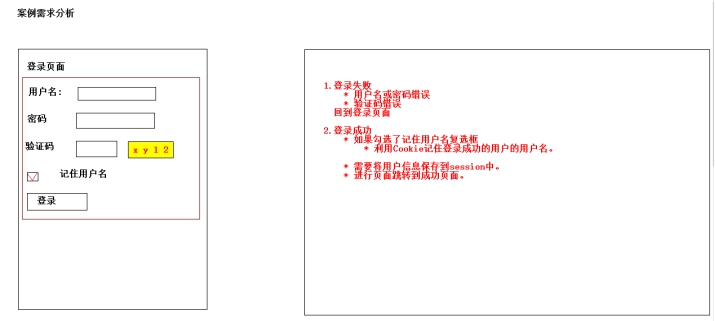 案例需求分析
登录页面
用户名:
密码
验证码
x y 1 2
记住用户名
登录
1.登录失败
* 用户名或密码错误
* 验证码错误
回到登录页面
2.登录成功
* 如果勾选了记住用户名复选框
* 利用Cookie记住登录成功的用户的用户名。
* 需要将用户信息保存到session中。
* 进行页面跳转到成功页面。